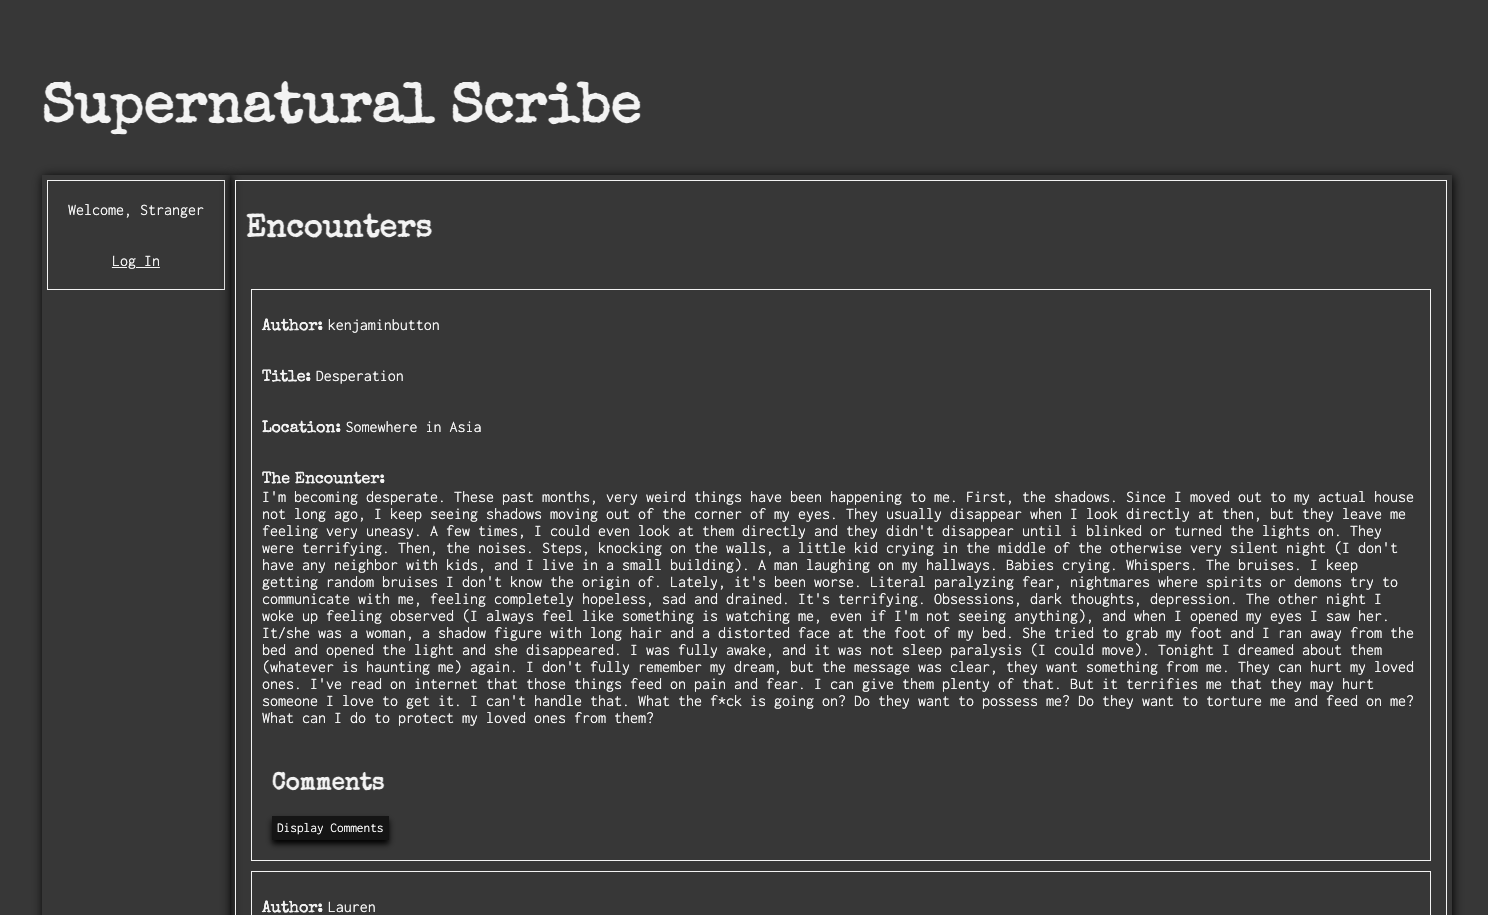 Supernatural Scribe
Welcome, Stranger
Log In
Encounters
Author: kenjaminbutton
Title: Desperation
Location: Somewhere in Asia
The Encounter:
I'm becoming desperate. These past months, very weird things have been happening to me. First, the shadows. Since I moved out to my actual house
not long ago, I keep seeing shadows moving out of the corner of my eyes. They usually disappear when I look directly at then, but they leave me
feeling very uneasy. A few times, I could even look at them directly and they didn't disappear until i blinked or turned the lights on. They
were terrifying. Then, the noises. Steps, knocking on the walls, a little kid crying in the middle of the otherwise very silent night (I don't
have any neighbor with kids, and I live in a small building). A man laughing on my hallways. Babies crying. Whispers. The bruises. I keep
getting random bruises I don't know the origin of. Lately, it's been worse. Literal paralyzing fear, nightmares where spirits or demons try to
communicate with me, feeling completely hopeless, sad and drained. It's terrifying. Obsessions, dark thoughts, depression. The other night I
woke up feeling observed (I always feel like something is watching me, even if I'm not seeing anything), and when I opened my eyes I saw her.
It/she was a woman, a shadow figure with long hair and a distorted face at the foot of my bed. She tried to grab my foot and I ran away from the
bed and opened the light and she disappeared. I was fully awake, and it was not sleep paralysis (I could move). Tonight I dreamed about them
(whatever is haunting me) again. I don't fully remember my dream, but the message was clear, they want something from me. They can hurt my loved
ones. I've read on internet that those things feed on pain and fear. I can give them plenty of that. But it terrifies me that they may hurt
someone I love to get it. I can't handle that. What the f*ck is going on? Do they want to possess me? Do they want to torture me and feed on me?
What can I do to protect my loved ones from them?
Comments
Display Comments
Author: Lauren